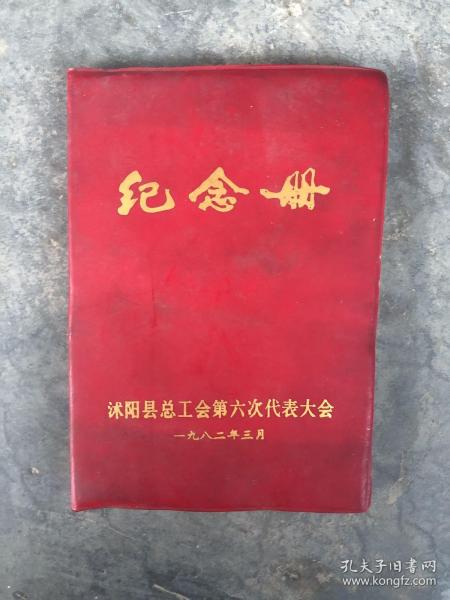 纪念册
沭阳县总工会第六次代表大会
一九八二年三月
孔夫子旧书网
www.kongfz.com